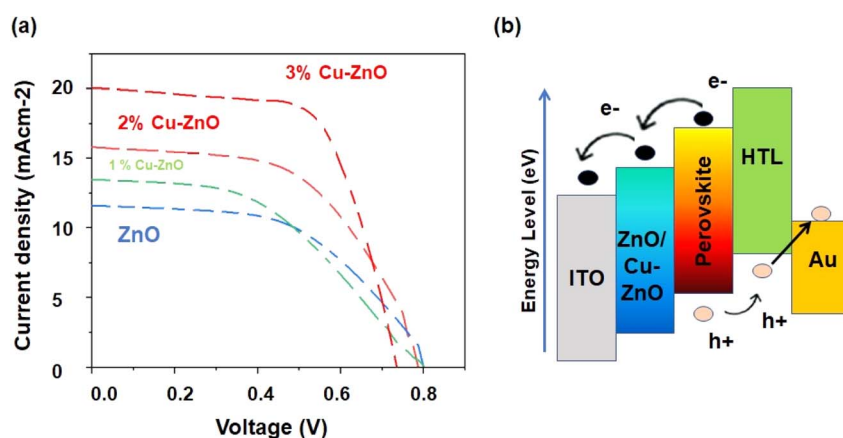 (a)
Current density (mAcm-2)
20
15
10
5
0
3% Cu-ZnO
2% Cu-ZnO
1 % Cu-ZnO
ZnO
0.0
0.2
0.4
0.6
0.8
Voltage (V)
(b)
Energy Level (eV)
e-
e-
ITO
ZnO/
Cu-
ZnO
Perovskite
HTL
Au
h+
h+